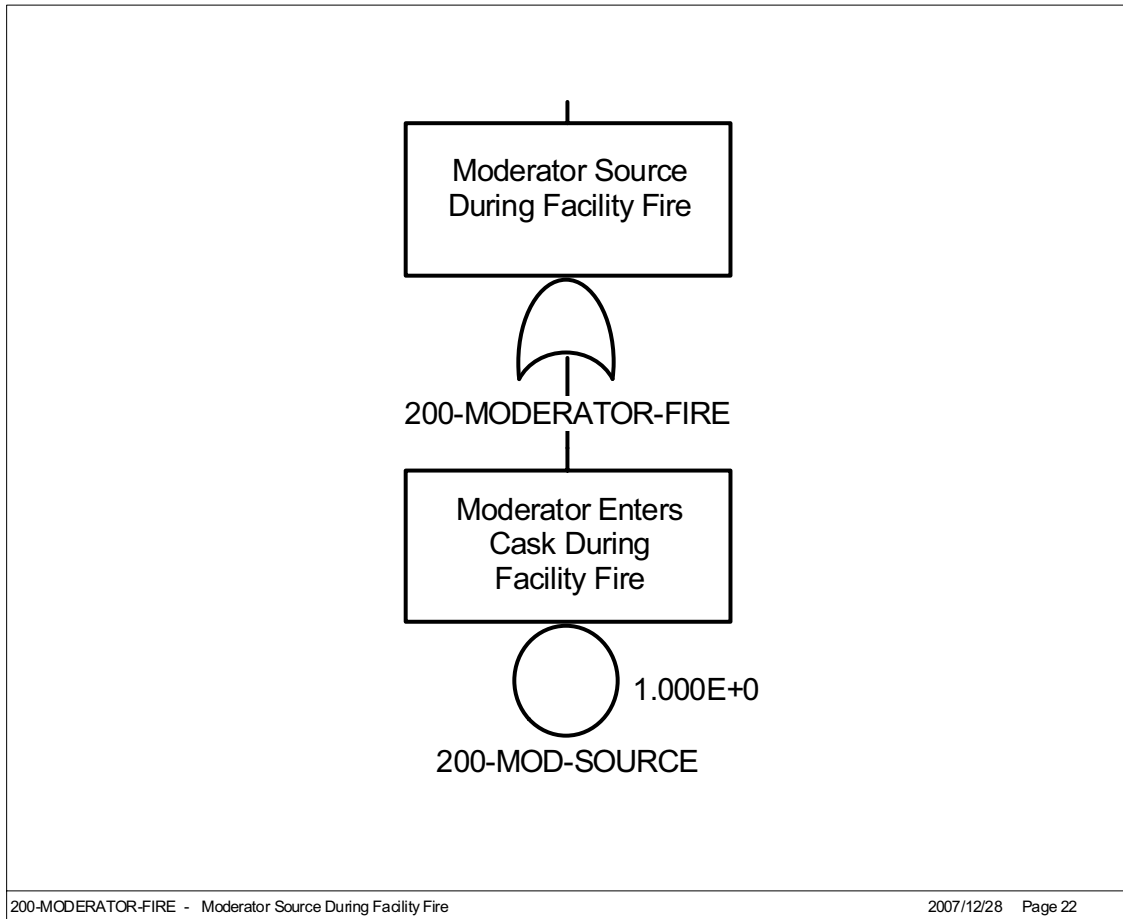 Moderator Source
During Facility Fire
200-MODERATOR-FIRE
Moderator Enters
Cask During
Facility Fire
1.000E+0
200-MOD-SOURCE
200-MODERATOR-FIRE - Moderator Source During Facility Fire 2007/12/28 Page 22